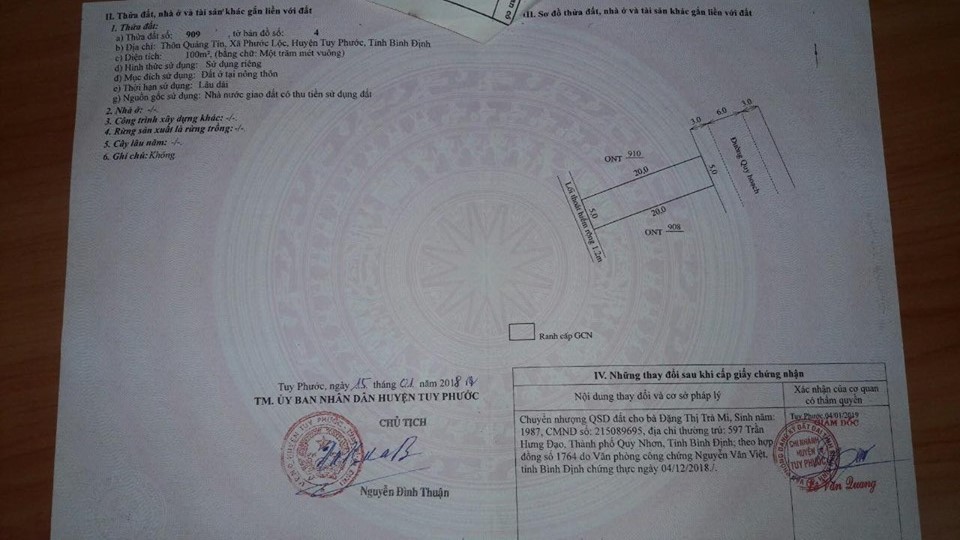 II. Thửa đất, nhà ở và tài sản khác gắn liền với đất
1. Thửa đất:
a) Thửa đất số: 909 , tờ bản đồ số: 4
b) Địa chỉ: Thôn Quảng Tín, Xã Phước Lộc, Huyện Tuy Phước, Tỉnh Bình Định
c) Diện tích: 100m², (bằng chữ: Một trăm mét vuông)
d) Hình thức sử dụng: Sử dụng riêng
đ) Mục đích sử dụng: Đất ở tại nông thôn
e) Thời hạn sử dụng: Lâu dài
g) Nguồn gốc sử dụng: Nhà nước giao đất có thu tiền sử dụng đất
2. Nhà ở: -/-.
3. Công trình xây dựng khác: -/-.
4. Rừng sản xuất là rừng trồng: -/-.
5. Cây lâu năm: -/-.
6. Ghi chú: Không
Tuy Phước, ngày 15 tháng 01 năm 2018
TM. ỦY BAN NHÂN DÂN HUYỆN TUY PHƯỚC
CHỦ TỊCH
Nguyễn Đình Thuận
III. Sơ đồ thửa đất, nhà ở và tài sản khác gắn liền với đất
3.0
6.0
3.0
ONT 910
20,0
5,0
Đường Quy hoạch
5,0
20,0
ONT 908
Lối thoát hiểm rộng 1.2m
Ranh cấp GCN
IV. Những thay đổi sau khi cấp giấy chứng nhận
Nội dung thay đổi và cơ sở pháp lý
Xác nhận của cơ quan
có thẩm quyền
Chuyển nhượng QSD đất cho bà Đặng Thị Trà Mi, Sinh năm:
1987, CMND số: 215089695, địa chỉ thường trú: 597 Trần
Hưng Đạo, Thành phố Quy Nhơn, Tỉnh Bình Định; theo hợp
đồng số 1764 do Văn phòng công chứng Nguyễn Văn Việt,
tỉnh Bình Định chứng thực ngày 04/12/2018./.
Tuy Phước, 04/01/2019
GIÁM ĐỐC
CHI NHÁNH
HUYỆN
TUY PHƯỚC
Lê Văn Quang